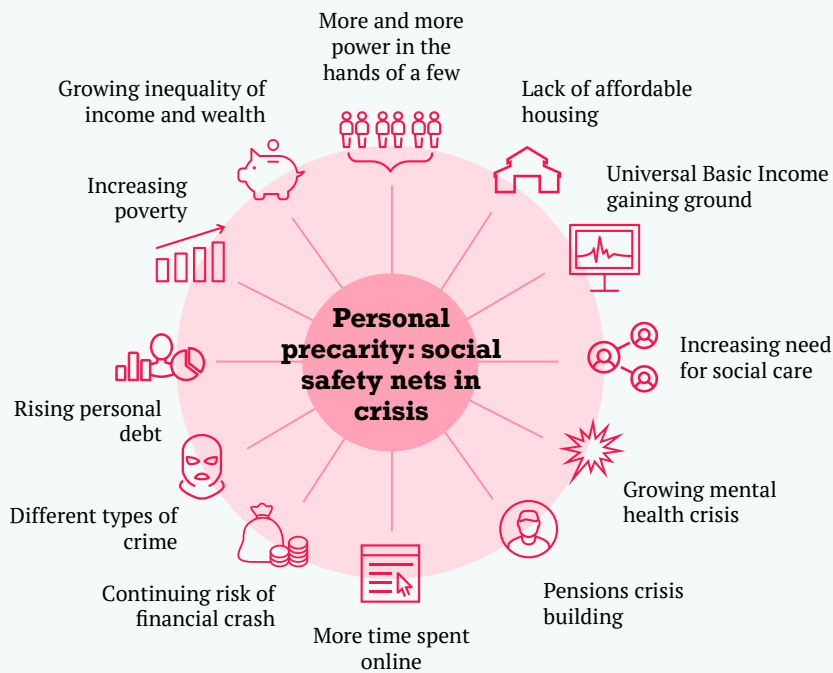 More and more
power in the
hands of a few
Lack of affordable
housing
Universal Basic Income
gaining ground
Increasing need
for social care
Growing mental
health crisis
Pensions crisis
building
More time spent
online
Continuing risk of
financial crash
Different types of
crime
Rising personal
debt
Increasing
poverty
Growing inequality of
income and wealth
Personal
precarity: social
safety nets in
crisis